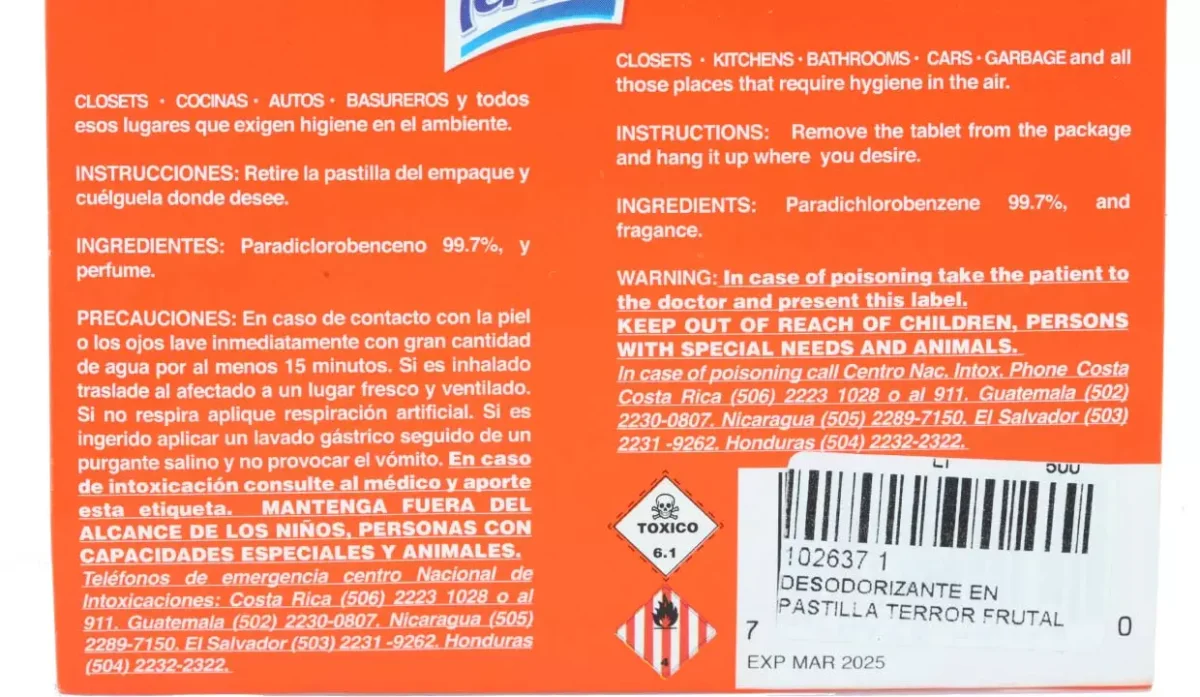 CLOSETS · COCINAS · AUTOS · BASUREROS y todos
esos lugares que exigen higiene en el ambiente.
INSTRUCCIONES: Retire la pastilla del empaque y
cuélguela donde desee.
INGREDIENTES: Paradiclorobenceno 99.7%, y
perfume.
PRECAUCIONES: En caso de contacto con la piel
o los ojos lave inmediatamente con gran cantidad
de agua por al menos 15 minutos. Si es inhalado
traslade al afectado a un lugar fresco y ventilado.
Si no respira aplique respiración artificial. Si es
ingerido aplicar un lavado gástrico seguido de un
purgante salino y no provocar el vómito. En caso
de intoxicación consulte al médico y aporte
esta etiqueta. MANTENGA FUERA DEL
ALCANCE DE LOS NIÑOS, PERSONAS CON
CAPACIDADES ESPECIALES Y ANIMALES.
Teléfonos de emergencia centro Nacional de
Intoxicaciones: Costa Rica (506) 2223 1028 o al
911. Guatemala (502) 2230-0807. Nicaragua (505)
2289-7150. El Salvador (503) 2231 -9262. Honduras
(504) 2232-2322.
CLOSETS · KITCHENS · BATHROOMS · CARS · GARBAGE and all
those places that require hygiene in the air.
INSTRUCTIONS: Remove the tablet from the package
and hang it up where you desire.
INGREDIENTS: Paradichlorobenzene 99.7%, and
fragance.
WARNING: In case of poisoning take the patient to
the doctor and present this label.
KEEP OUT OF REACH OF CHILDREN, PERSONS
WITH SPECIAL NEEDS AND ANIMALS.
In case of poisoning call Centro Nac. Intox. Phone Costa
Costa Rica (506) 2223 1028 o al 911. Guatemala (502)
2230-0807. Nicaragua (505) 2289-7150. El Salvador (503)
2231 -9262. Honduras (504) 2232-2322.
TOXICO
6.1
4
500
102637 1
DESODORIZANTE EN
PASTILLA TERROR FRUTAL
7 0
EXP MAR 2025